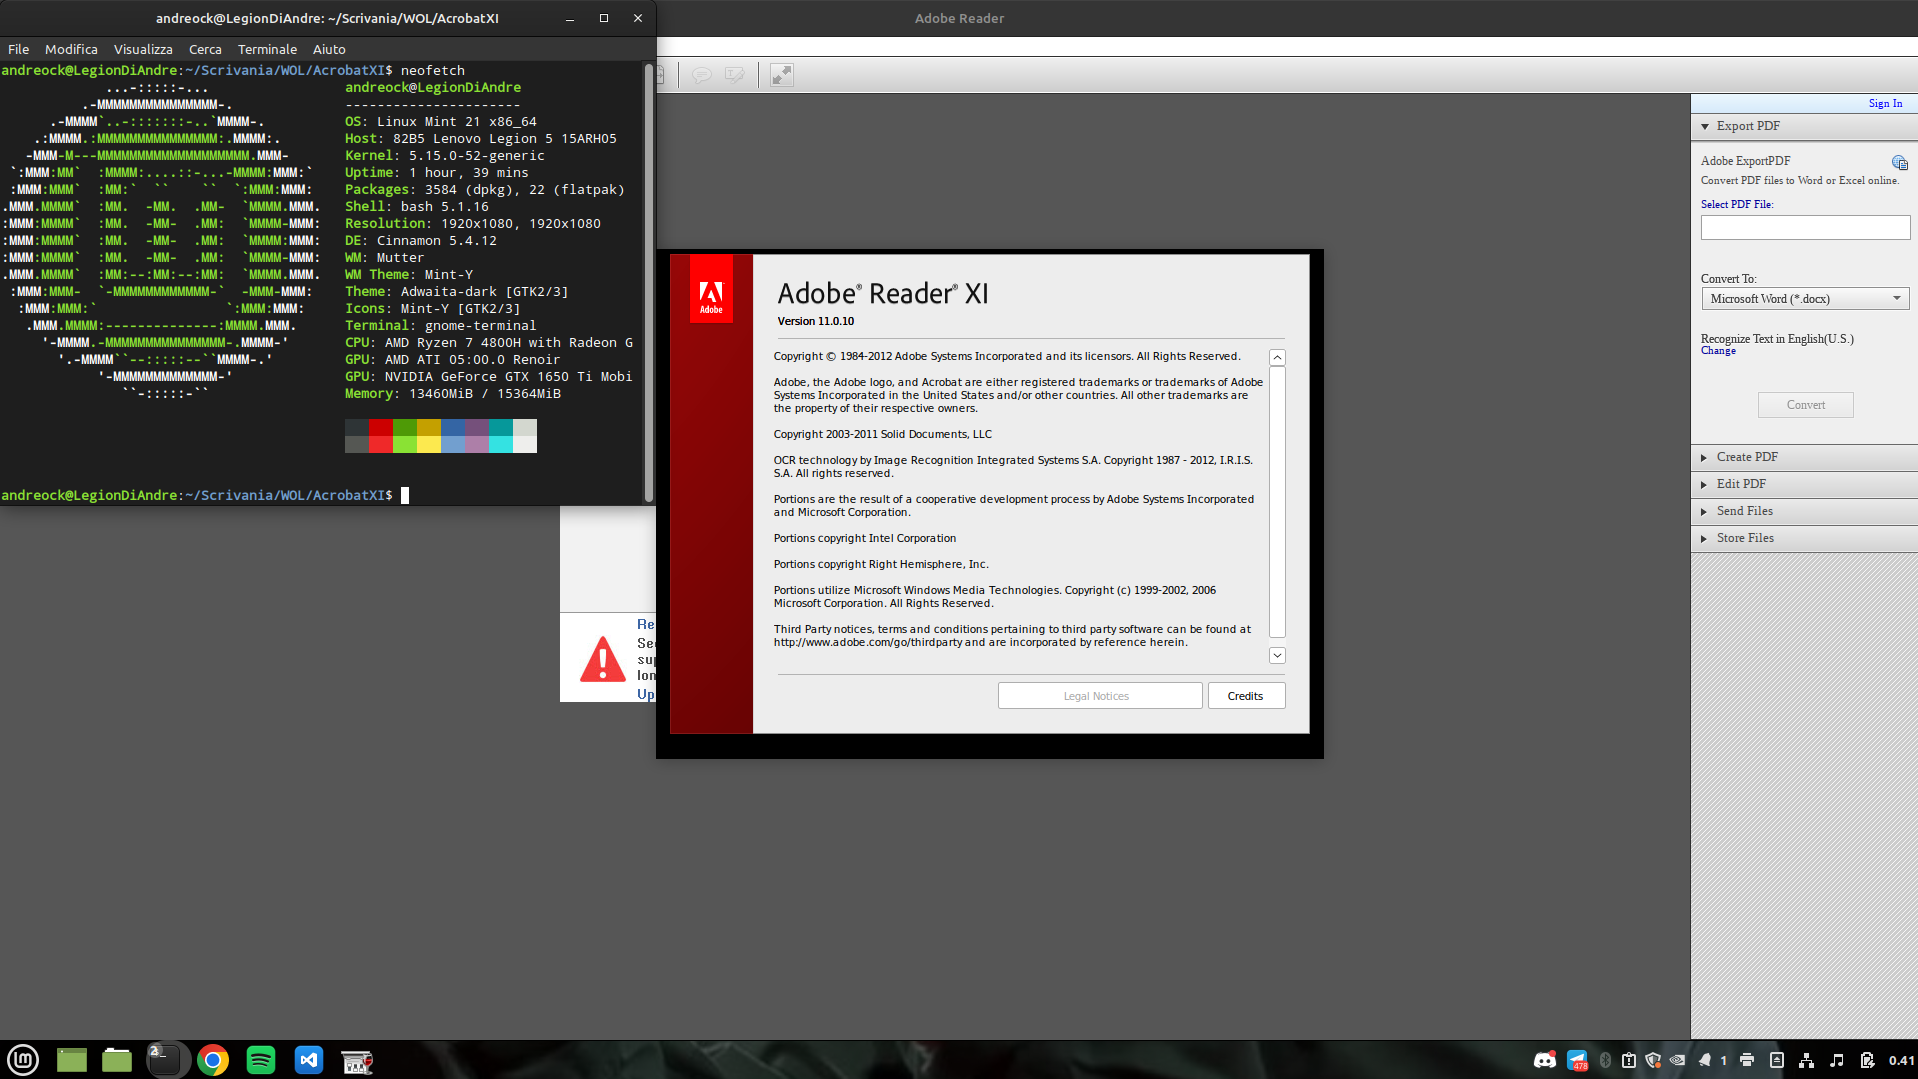 andreock@LegionDiAndre: ~/Scrivania/WOL/AcrobatXI
File Modifica Visualizza Cerca Terminale Aiuto
andreock@LegionDiAndre:~/Scrivania/WOL/AcrobatXI$ neofetch
andreock@LegionDiAndre
----------------------
OS: Linux Mint 21 x86_64
Host: 82B5 Lenovo Legion 5 15ARH05
Kernel: 5.15.0-52-generic
Uptime: 1 hour, 39 mins
Packages: 3584 (dpkg), 22 (flatpak)
Shell: bash 5.1.16
Resolution: 1920x1080, 1920x1080
DE: Cinnamon 5.4.12
WM: Mutter
WM Theme: Mint-Y
Theme: Adwaita-dark [GTK2/3]
Icons: Mint-Y [GTK2/3]
Terminal: gnome-terminal
CPU: AMD Ryzen 7 4800H with Radeon G
GPU: AMD ATI 05:00.0 Renoir
GPU: NVIDIA GeForce GTX 1650 Ti Mobi
Memory: 13460MiB / 15364MiB
andreock@LegionDiAndre:~/Scrivania/WOL/AcrobatXI$
Adobe Reader
Re
Se
sup
lon
Up
Adobe
Adobe® Reader® XI
Version 11.0.10
Copyright © 1984-2012 Adobe Systems Incorporated and its licensors. All Rights Reserved.
Adobe, the Adobe logo, and Acrobat are either registered trademarks or trademarks of Adobe
Systems Incorporated in the United States and/or other countries. All other trademarks are
the property of their respective owners.
Copyright 2003-2011 Solid Documents, LLC
OCR technology by Image Recognition Integrated Systems S.A. Copyright 1987 - 2012, I.R.I.S.
S.A. All rights reserved.
Portions are the result of a cooperative development process by Adobe Systems Incorporated
and Microsoft Corporation.
Portions copyright Intel Corporation
Portions copyright Right Hemisphere, Inc.
Portions utilize Microsoft Windows Media Technologies. Copyright (c) 1999-2002, 2006
Microsoft Corporation. All Rights Reserved.
Third Party notices, terms and conditions pertaining to third party software can be found at
http://www.adobe.com/go/thirdparty and are incorporated by reference herein.
Legal Notices Credits
Sign In
Export PDF
Adobe ExportPDF
Convert PDF files to Word or Excel online.
Select PDF File:
Convert To:
Microsoft Word (*.docx)
Recognize Text in English(U.S.)
Change
Convert
Create PDF
Edit PDF
Send Files
Store Files
2
478
1
0.41